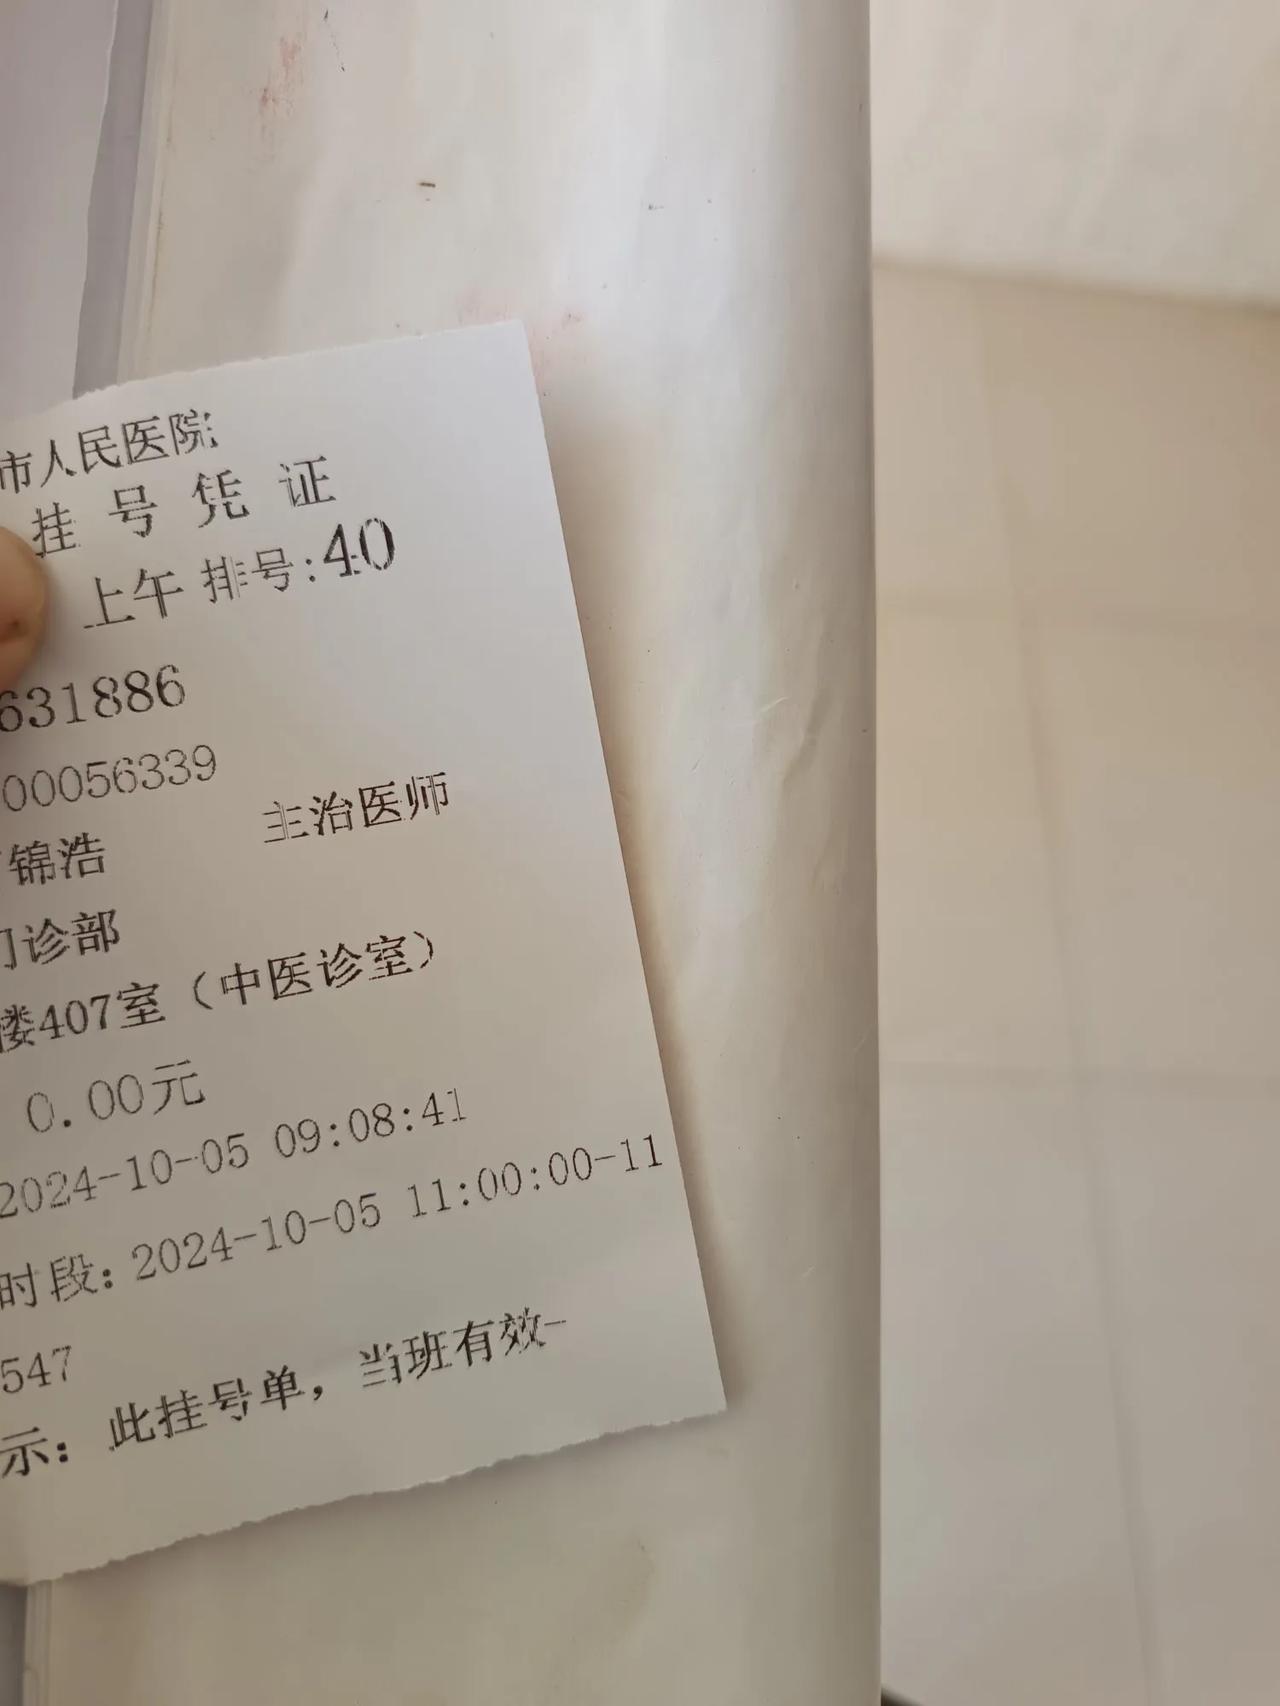 市人民医院
挂号凭证
上午 排号:40
631886
00056339
锦浩 主治医师
门诊部
楼407室（中医诊室）
0.00元
2024-10-05 09:08:41
时段: 2024-10-05 11:00:00-11
547
示: 此挂号单，当班有效-